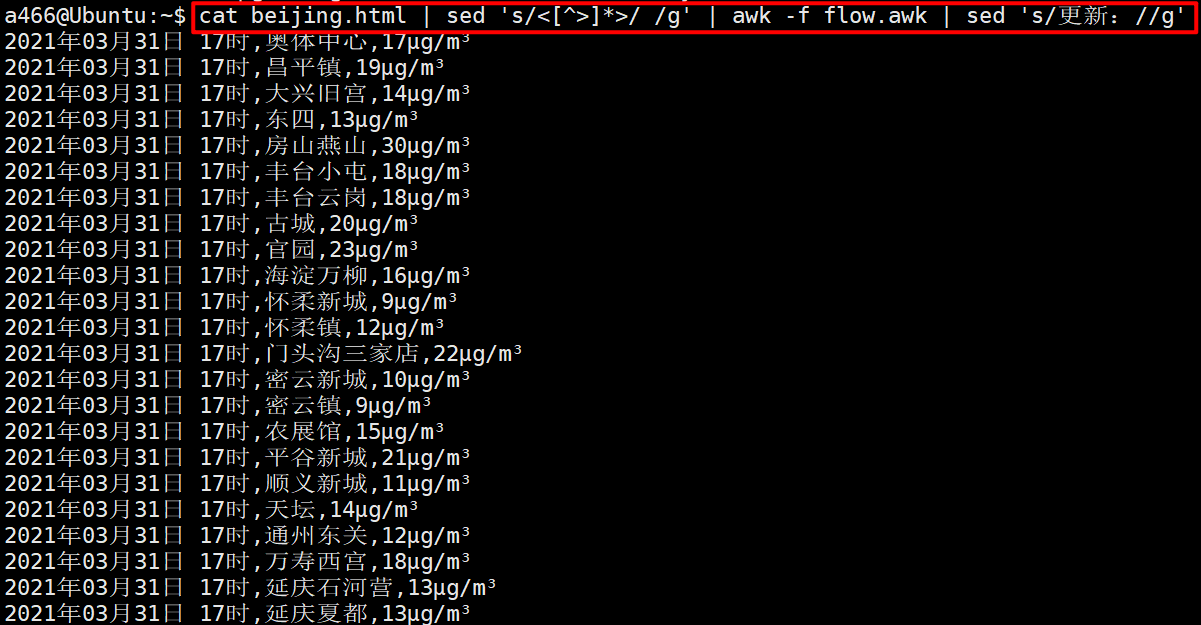 a466@Ubuntu:~$ cat beijing.html | sed 's/<[^>]*>/ /g' | awk -f flow.awk | sed 's/更新：//g'
2021年03月31日 17时,奥体中心,17μg/m³
2021年03月31日 17时,昌平镇,19μg/m³
2021年03月31日 17时,大兴旧宫,14μg/m³
2021年03月31日 17时,东四,13μg/m³
2021年03月31日 17时,房山燕山,30μg/m³
2021年03月31日 17时,丰台小屯,18μg/m³
2021年03月31日 17时,丰台云岗,18μg/m³
2021年03月31日 17时,古城,20μg/m³
2021年03月31日 17时,官园,23μg/m³
2021年03月31日 17时,海淀万柳,16μg/m³
2021年03月31日 17时,怀柔新城,9μg/m³
2021年03月31日 17时,怀柔镇,12μg/m³
2021年03月31日 17时,门头沟三家店,22μg/m³
2021年03月31日 17时,密云新城,10μg/m³
2021年03月31日 17时,密云镇,9μg/m³
2021年03月31日 17时,农展馆,15μg/m³
2021年03月31日 17时,平谷新城,21μg/m³
2021年03月31日 17时,顺义新城,11μg/m³
2021年03月31日 17时,天坛,14μg/m³
2021年03月31日 17时,通州东关,12μg/m³
2021年03月31日 17时,万寿西宫,18μg/m³
2021年03月31日 17时,延庆石河营,13μg/m³
2021年03月31日 17时,延庆夏都,13μg/m³